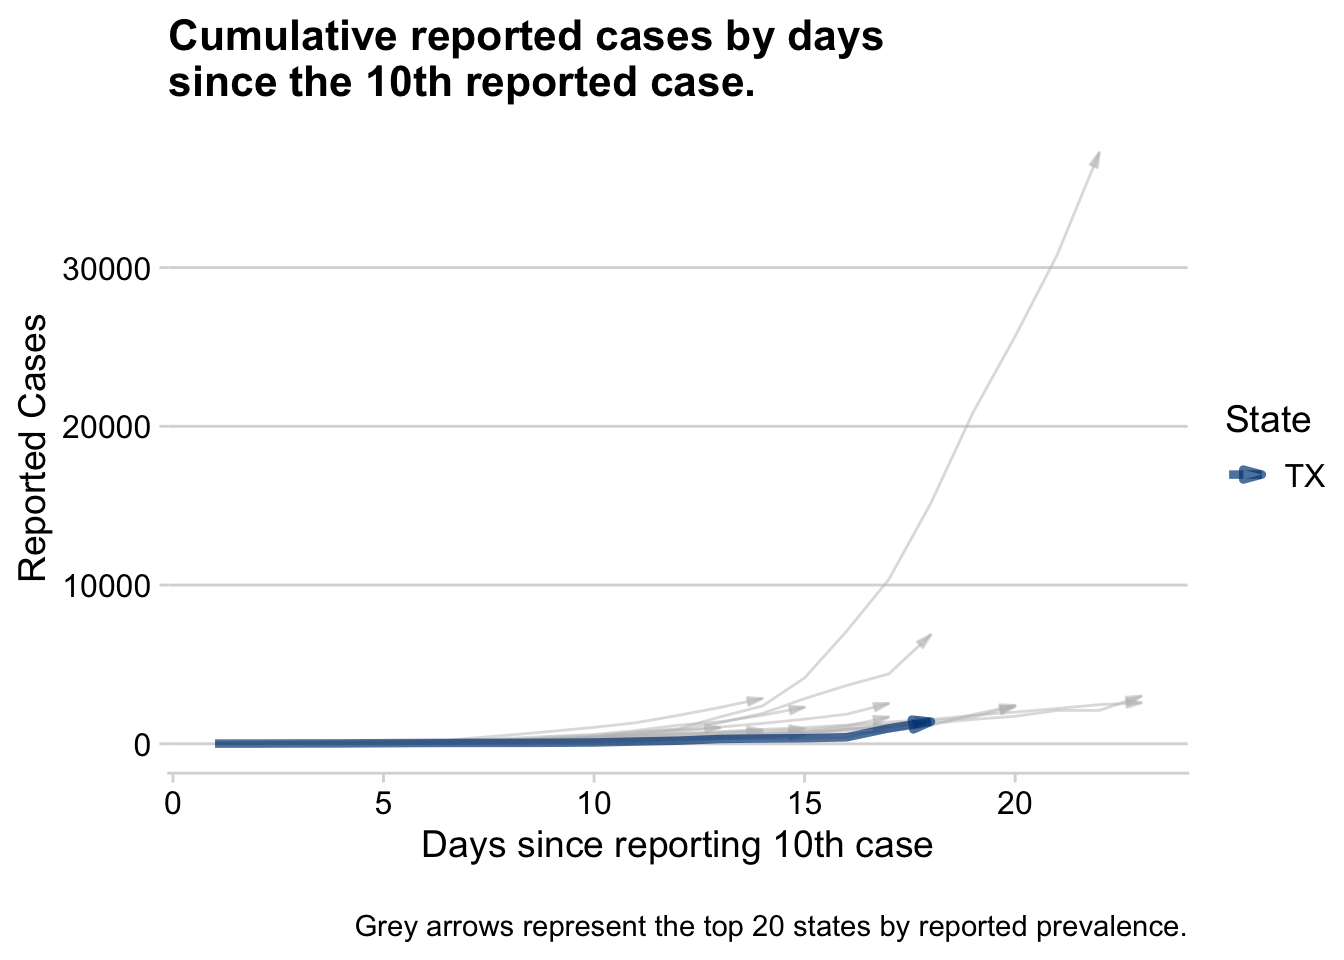 Cumulative reported cases by days
since the 10th reported case.
30000
20000
10000
0
Reported Cases
0 5 10 15 20
Days since reporting 10th case
State
TX
Grey arrows represent the top 20 states by reported prevalence.